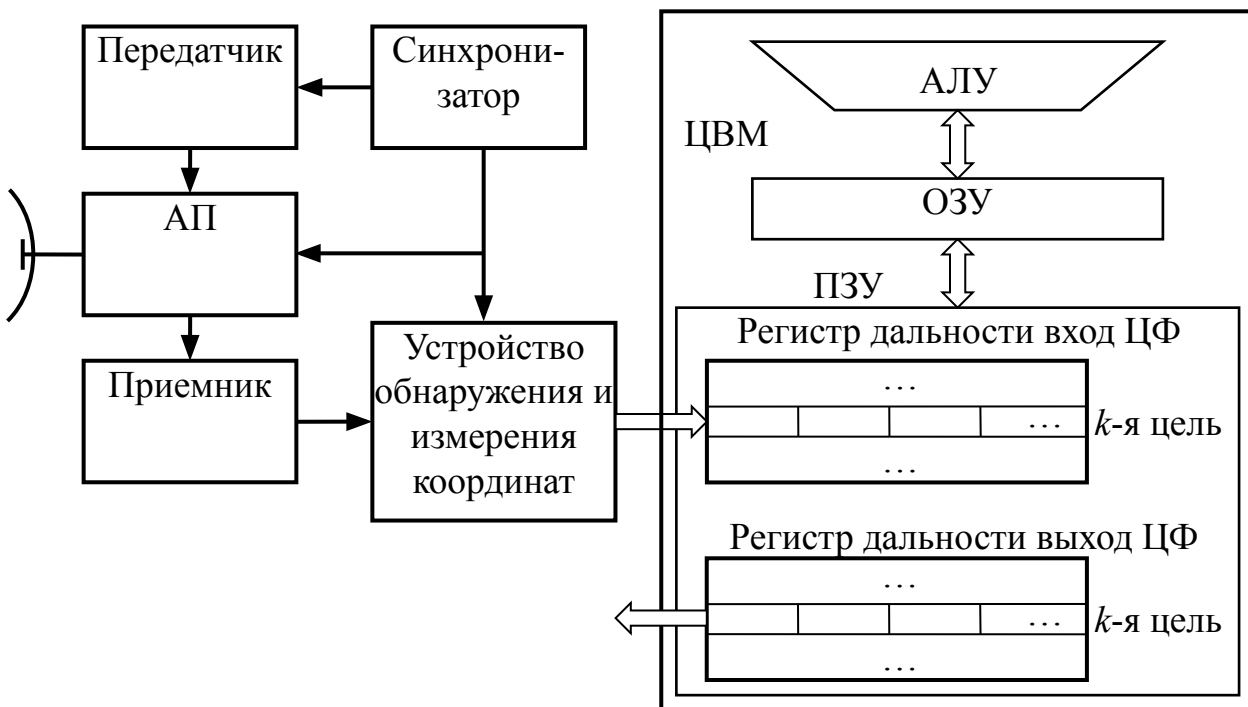 Передатчик
Синхрони-
затор
АП
Приемник
Устройство
обнаружения и
измерения
координат
АЛУ
ЦВМ
ОЗУ
ПЗУ
Регистр дальности вход ЦФ
…
… k-я цель
…
Регистр дальности выход ЦФ
…
… k-я цель
…